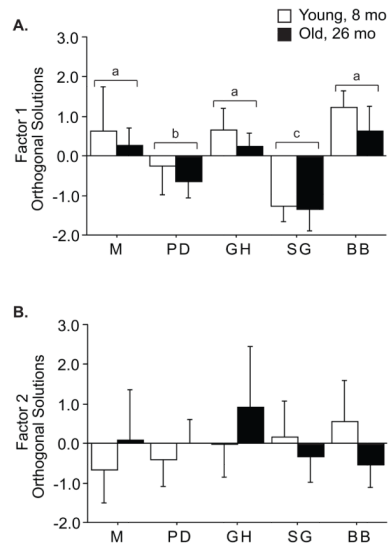 Young, 8 mo
Old, 26 mo
A.
Factor 1
Orthogonal Solutions
3.0
2.0
1.0
0.0
-1.0
-2.0
a
b
a
c
a
M PD GH SG BB
B.
Factor 2
Orthogonal Solutions
3.0
2.0
1.0
0.0
-1.0
-2.0
M PD GH SG BB